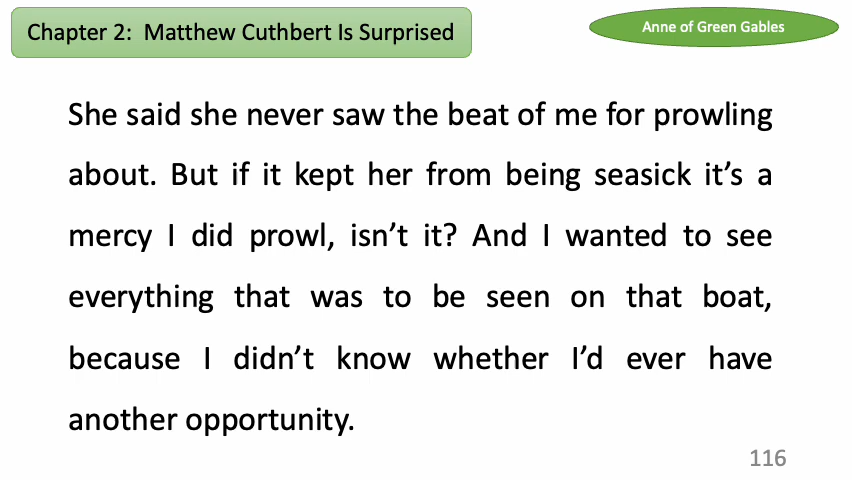 Chapter 2:  Matthew Cuthbert Is Surprised
Anne of Green Gables
She said she never saw the beat of me for prowling
about. But if it kept her from being seasick it’s a
mercy I did prowl, isn’t it? And I wanted to see
everything that was to be seen on that boat,
because I didn’t know whether I’d ever have
another opportunity.
116